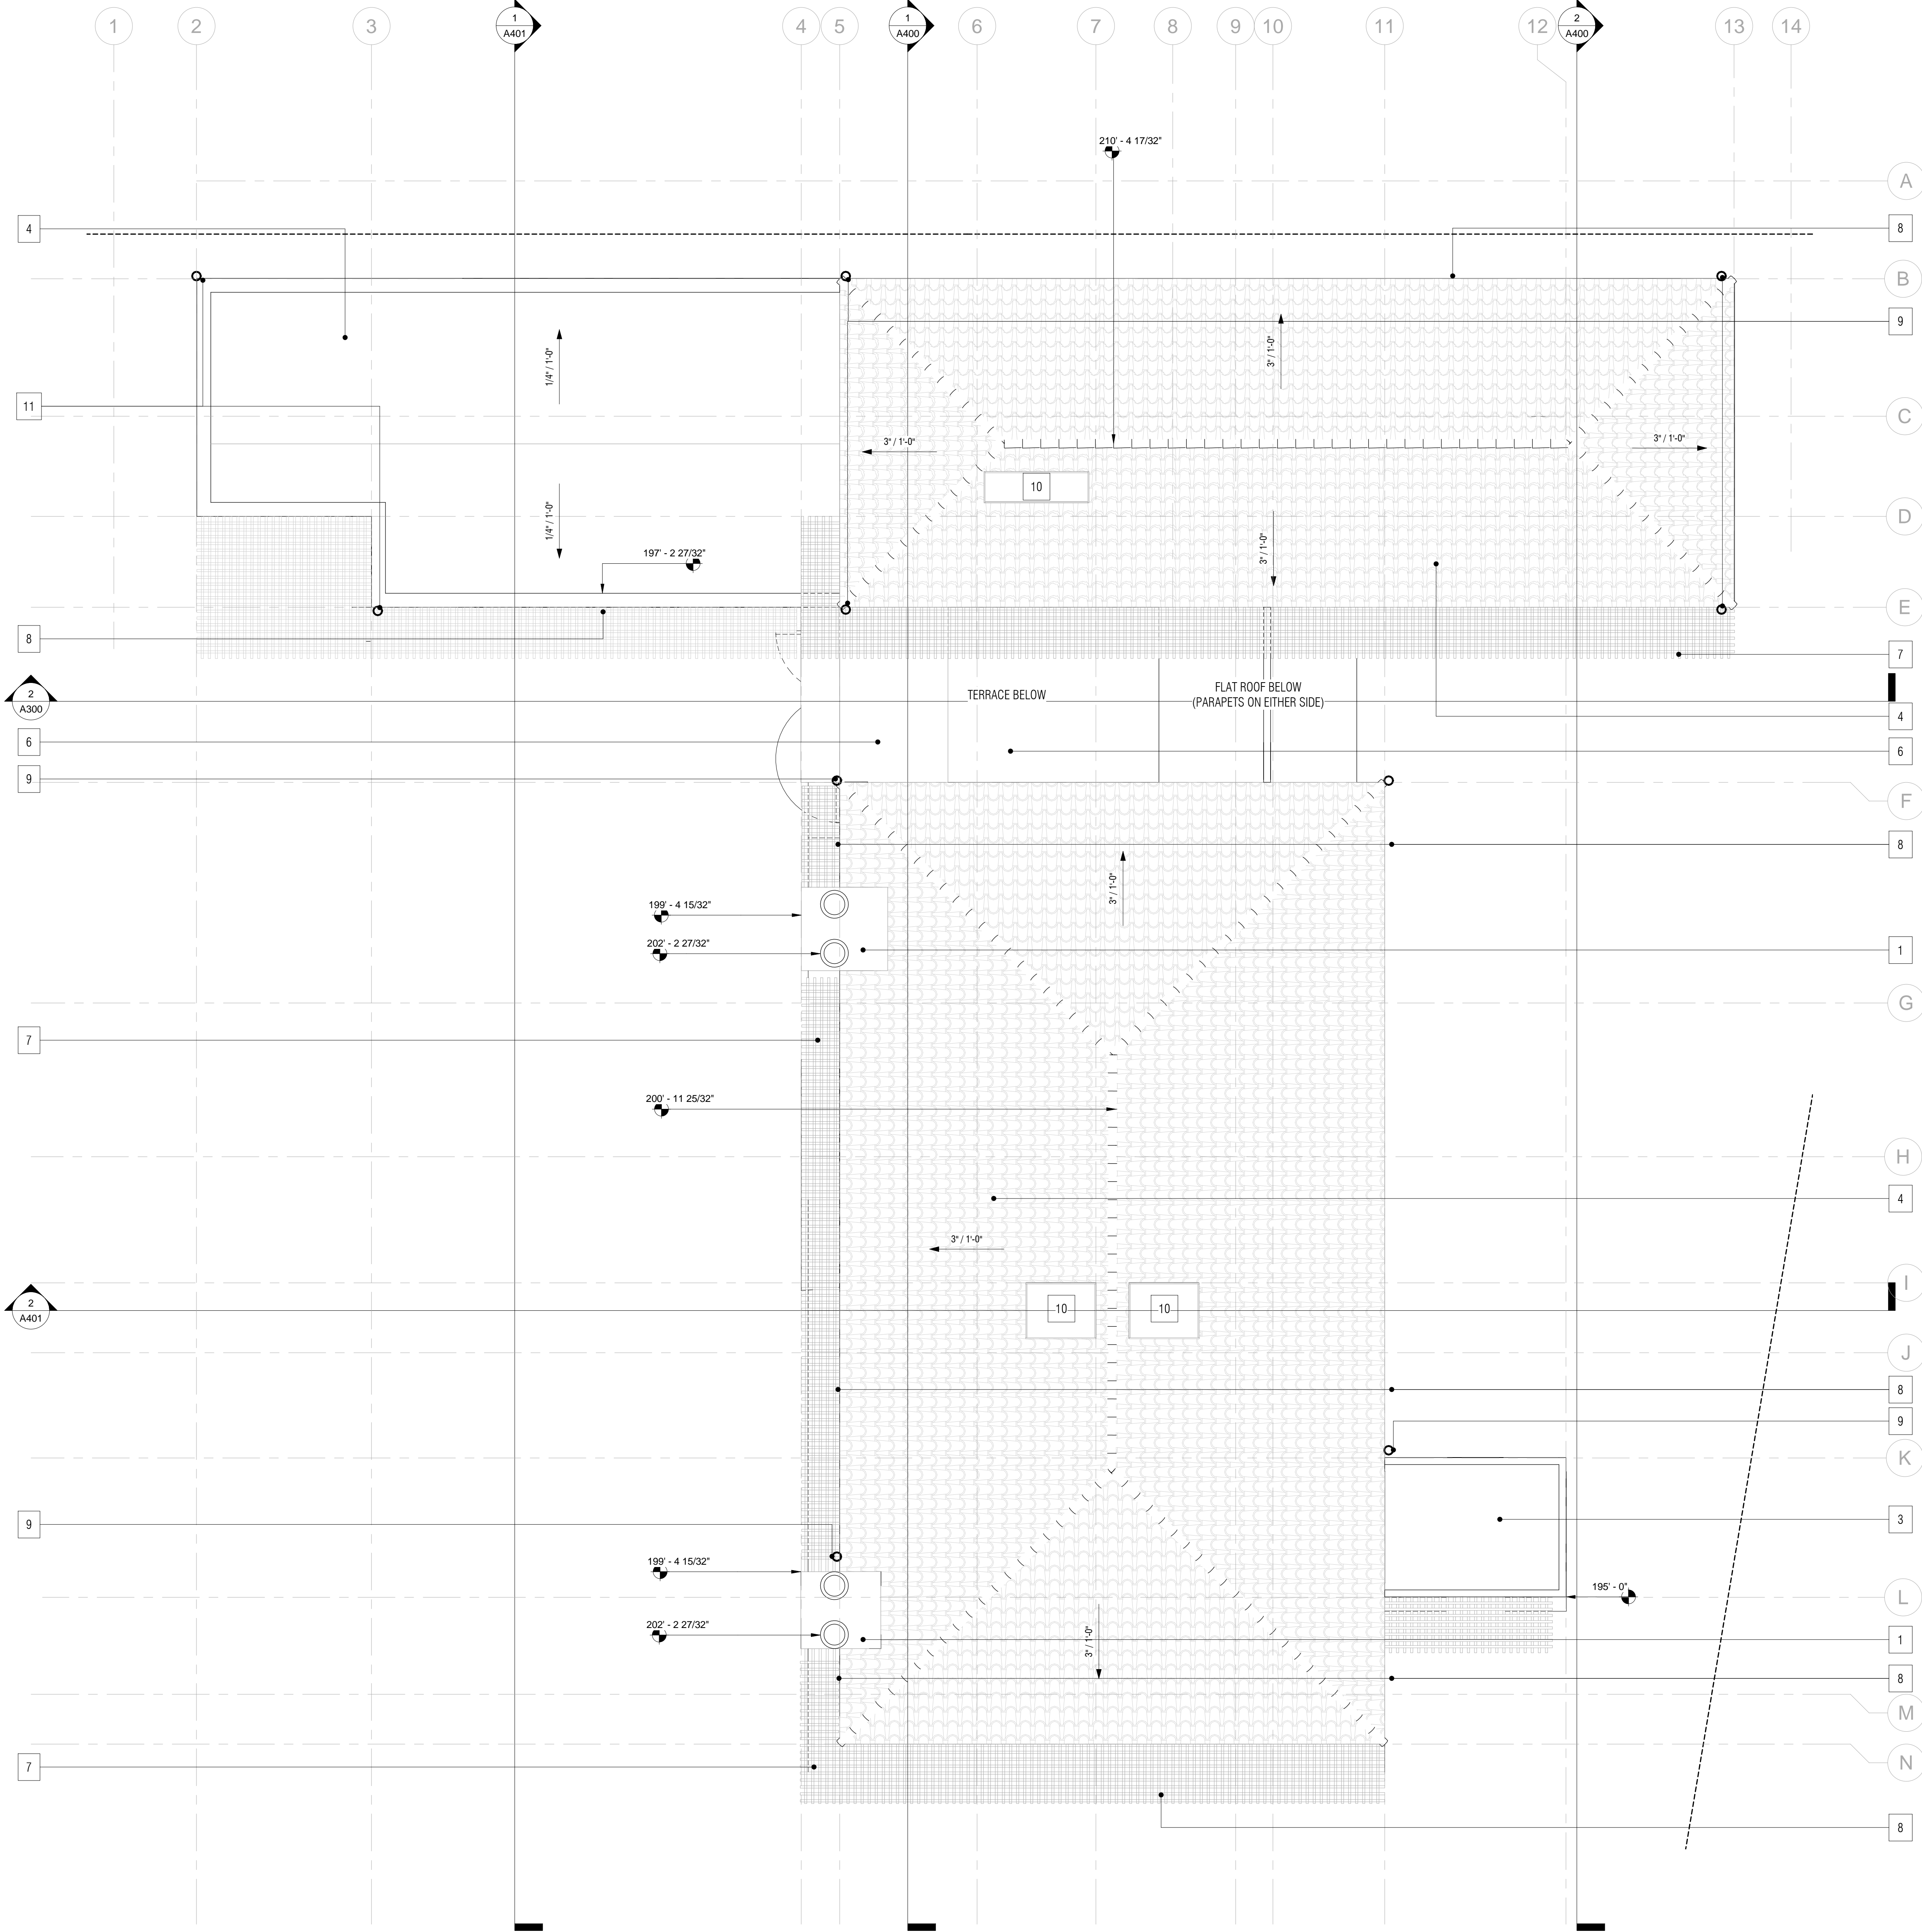 1
2
3
1
A401
4
5
1
A400
6
7
8
9
10
11
12
2
A400
13
14
210' - 4 17/32"
A
4
8
B
9
1/4" / 1'-0"
3" / 1'-0"
11
C
3" / 1'-0"
3" / 1'-0"
10
D
1/4" / 1'-0"
3" / 1'-0"
197' - 2 27/32"
E
8
7
2
A300
TERRACE BELOW
FLAT ROOF BELOW
(PARAPETS ON EITHER SIDE)
4
6
6
9
F
8
3" / 1'-0"
199' - 4 15/32"
202' - 2 27/32"
1
G
7
200' - 11 25/32"
H
4
3" / 1'-0"
I
2
A401
10
10
J
8
9
K
9
3
199' - 4 15/32"
195' - 0"
L
202' - 2 27/32"
3" / 1'-0"
1
8
M
7
N
8